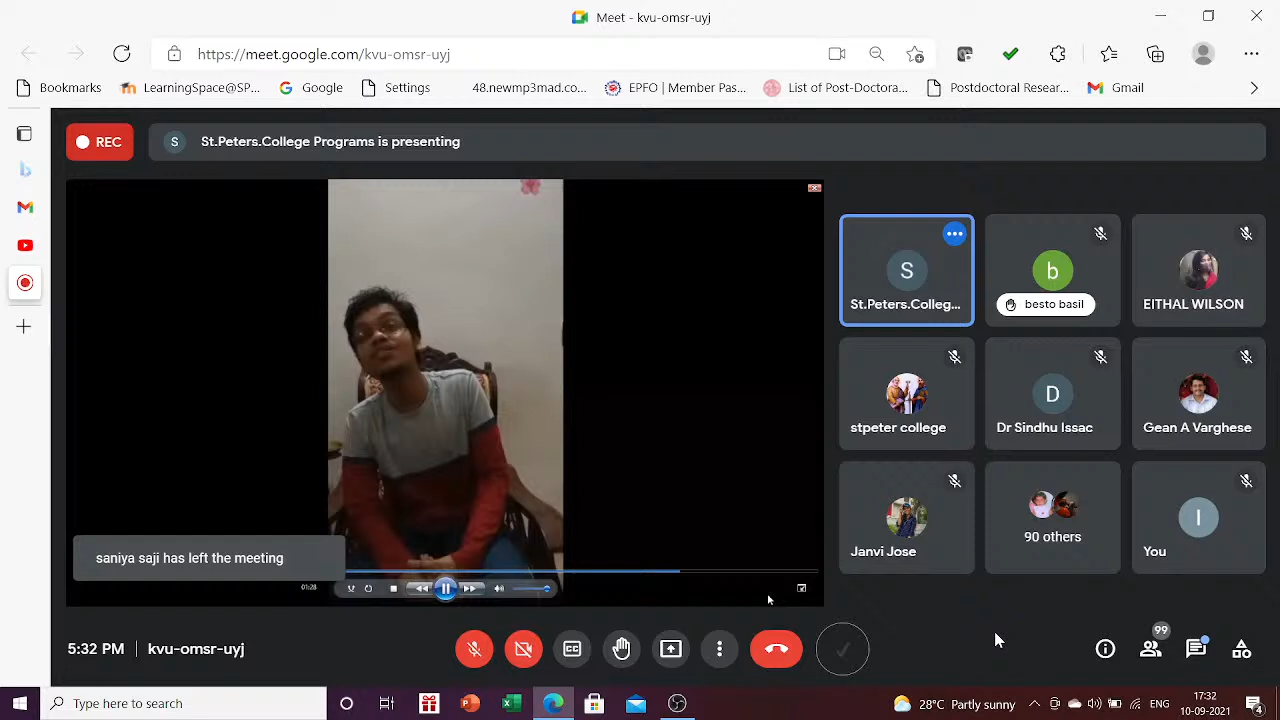 Meet - kvu-omsr-uyj
https://meet.google.com/kvu-omsr-uyj
Bookmarks
LearningSpace@SP...
Google
Settings
48.newmp3mad.co...
EPFO | Member Pas...
List of Post-Doctora...
Postdoctoral Resear...
Gmail
REC
S
St.Peters.College Programs is presenting
S
St.Peters.Colleg...
b
besto basil
EITHAL WILSON
stpeter college
D
Dr Sindhu Issac
Gean A Varghese
Janvi Jose
90 others
I
You
saniya saji has left the meeting
01:28
5:32 PM
kvu-omsr-uyj
99
Type here to search
28°C Partly sunny
ENG
17:32
10-09-2021